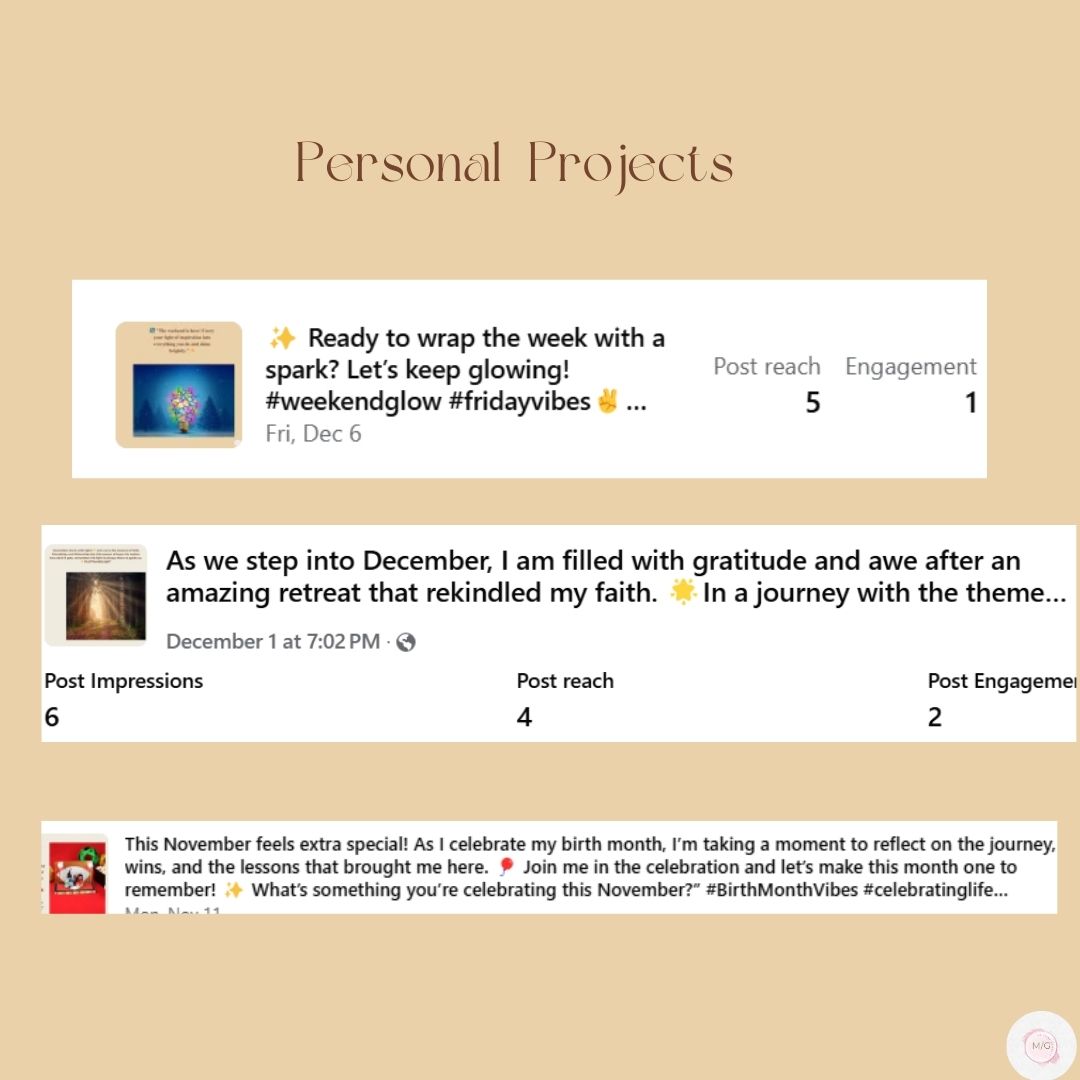 Personal Projects
✨ Ready to wrap the week with a
spark? Let’s keep glowing!
#weekendglow #fridayvibes✌️...
Fri, Dec 6
Post reach
5
Engagement
1
As we step into December, I am filled with gratitude and awe after an
amazing retreat that rekindled my faith. 🌟In a journey with the theme...
December 1 at 7:02 PM ·
Post Impressions
6
Post reach
4
Post Engageme
2
This November feels extra special! As I celebrate my birth month, I’m taking a moment to reflect on the journey,
wins, and the lessons that brought me here. 🎈 Join me in the celebration and let’s make this month one to
remember! ✨ What’s something you’re celebrating this November?” #BirthMonthVibes #celebratinglife...
Mon, Nov 11
M/G